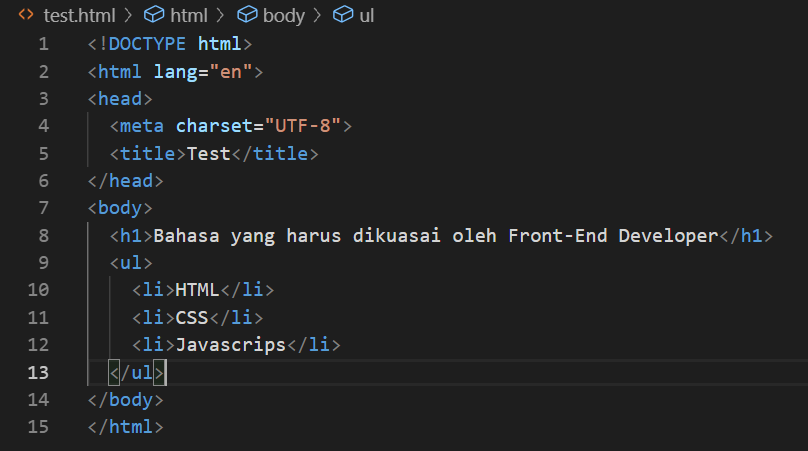 test.html > html > body > ul
1 <!DOCTYPE html>
2 <html lang="en">
3 <head>
4   <meta charset="UTF-8">
5   <title>Test</title>
6 </head>
7 <body>
8   <h1>Bahasa yang harus dikuasai oleh Front-End Developer</h1>
9   <ul>
10     <li>HTML</li>
11     <li>CSS</li>
12     <li>Javascrips</li>
13   </ul>
14 </body>
15 </html>